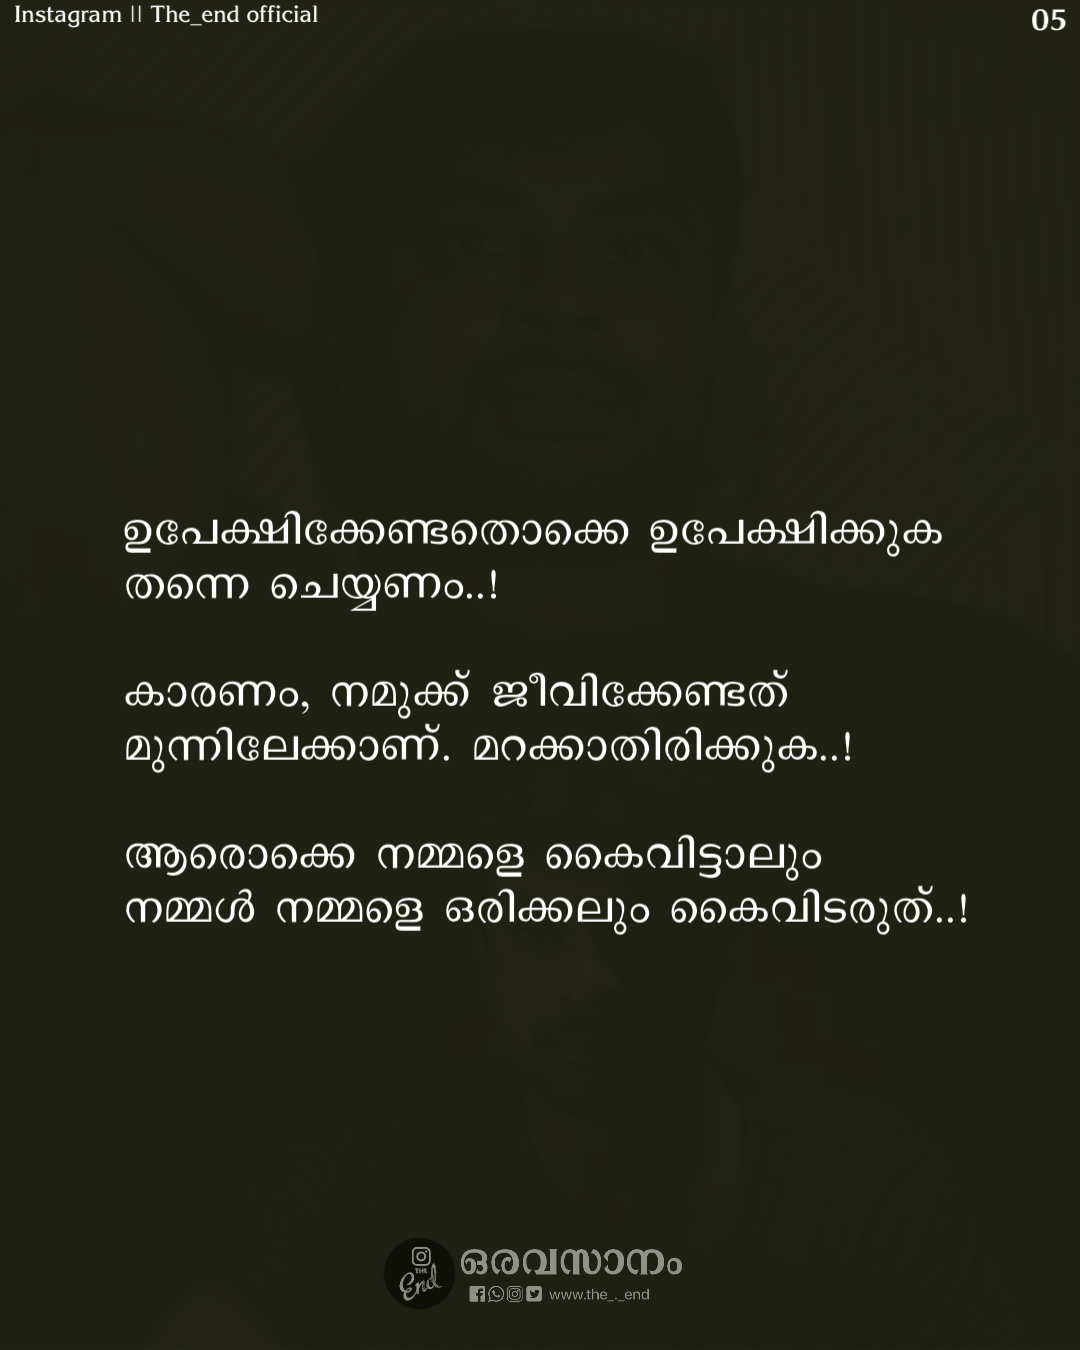 Instagram || The_end official
05
ഉപേക്ഷിക്കേണ്ടതൊക്കെ ഉപേക്ഷിക്കുക
തന്നെ ചെയ്യണം..!
കാരണം, നമുക്ക് ജീവിക്കേണ്ടത്
മുന്നിലേക്കാണ്. മറക്കാതിരിക്കുക..!
ആരൊക്കെ നമ്മളെ കൈവിട്ടാലും
നമ്മൾ നമ്മളെ ഒരിക്കലും കൈവിടരുത്..!
THE
End
ഒരവസാനം
www.the_._end